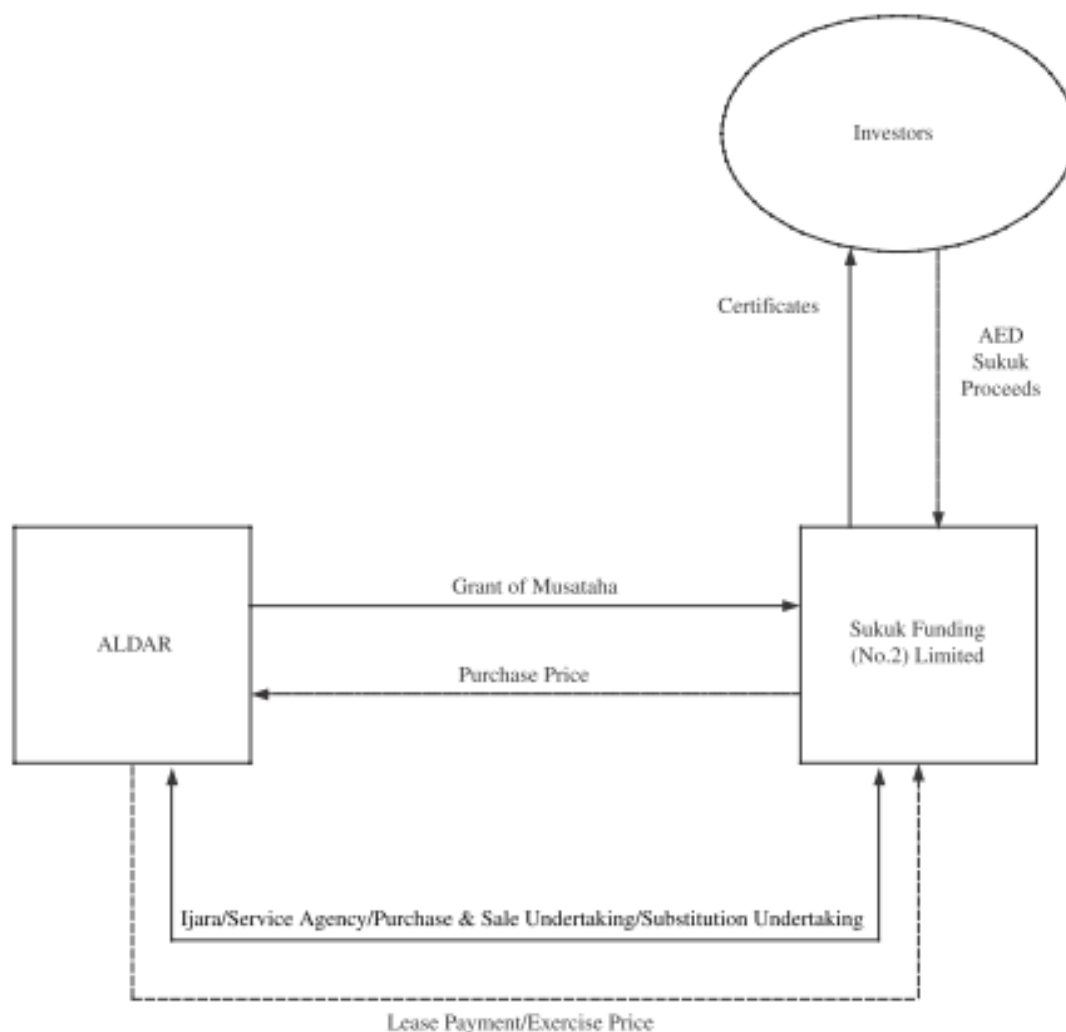 Investors
Certificates
AED
Sukuk
Proceeds
Grant of Musataha
ALDAR
Sukuk Funding
(No.2) Limited
Purchase Price
Ijara/Service Agency/Purchase & Sale Undertaking/Substitution Undertaking
Lease Payment/Exercise Price